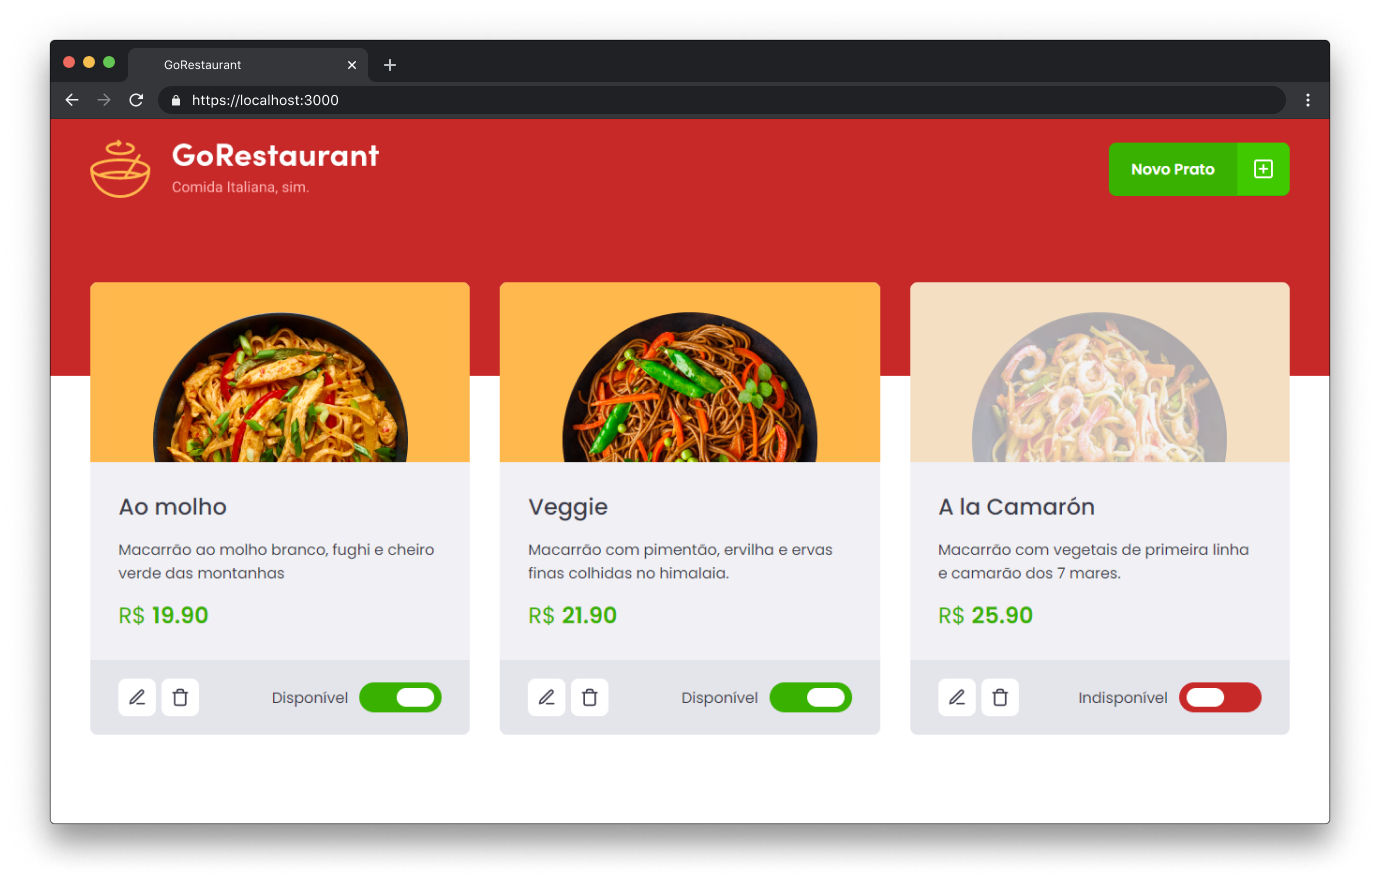 GoRestaurant
https://localhost:3000
GoRestaurant
Comida Italiana, sim.
Novo Prato
Ao molho
Macarrão ao molho branco, fughi e cheiro
verde das montanhas
R$ 19.90
Disponível
Veggie
Macarrão com pimentão, ervilha e ervas
finas colhidas no himalaia.
R$ 21.90
Disponível
A la Camarón
Macarrão com vegetais de primeira linha
e camarão dos 7 mares.
R$ 25.90
Indisponível